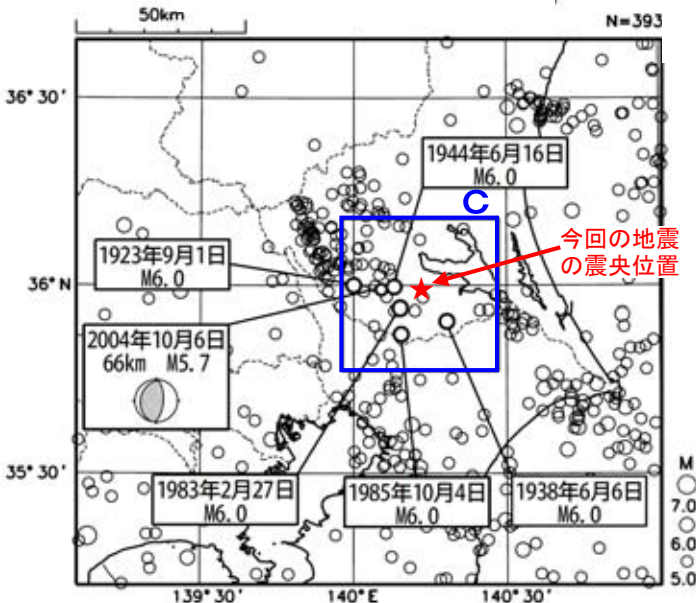 50km
N=393
36°30′
1944年6月16日
M6.0
C
今回の地震
の震央位置
1923年9月1日
M6.0
36°N
2004年10月6日
66km M5.7
35°30′
1983年2月27日
M6.0
1985年10月4日
M6.0
1938年6月6日
M6.0
M
7.0
6.0
5.0
139°30′
140°E
140°30′